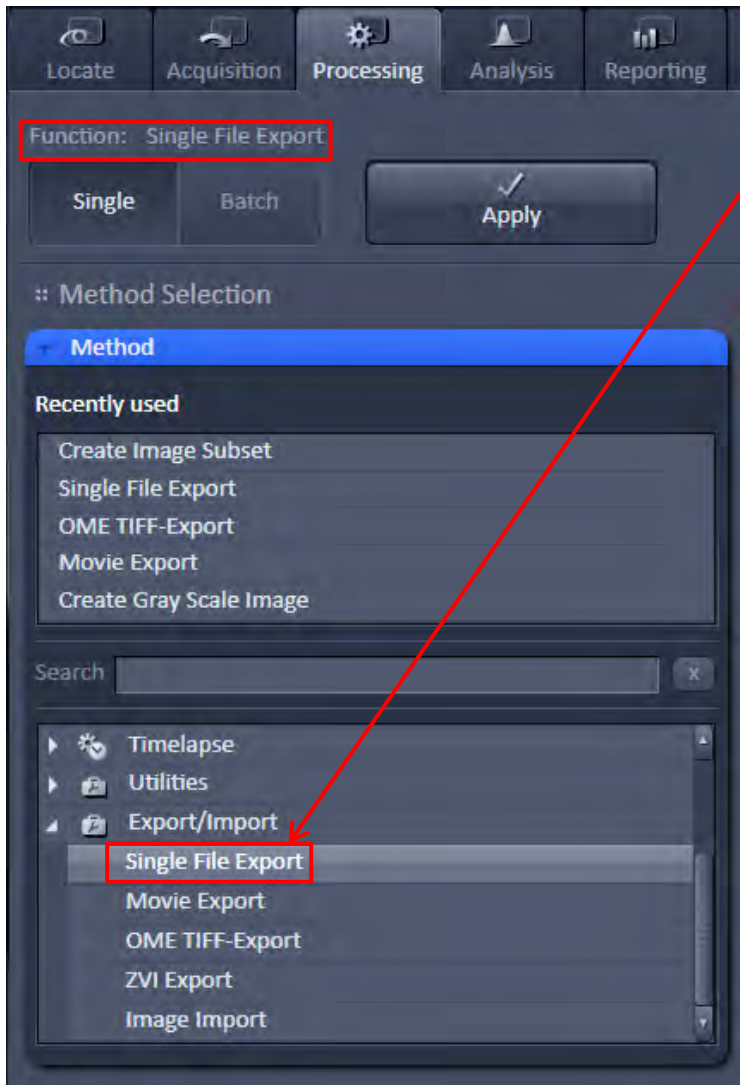 Locate Acquisition Processing Analysis Reporting
Function: Single File Export
Single Batch Apply
Method Selection
Method
Recently used
Create Image Subset
Single File Export
OME TIFF-Export
Movie Export
Create Gray Scale Image
Search x
Timelapse
Utilities
Export/Import
Single File Export
Movie Export
OME TIFF-Export
ZVI Export
Image Import